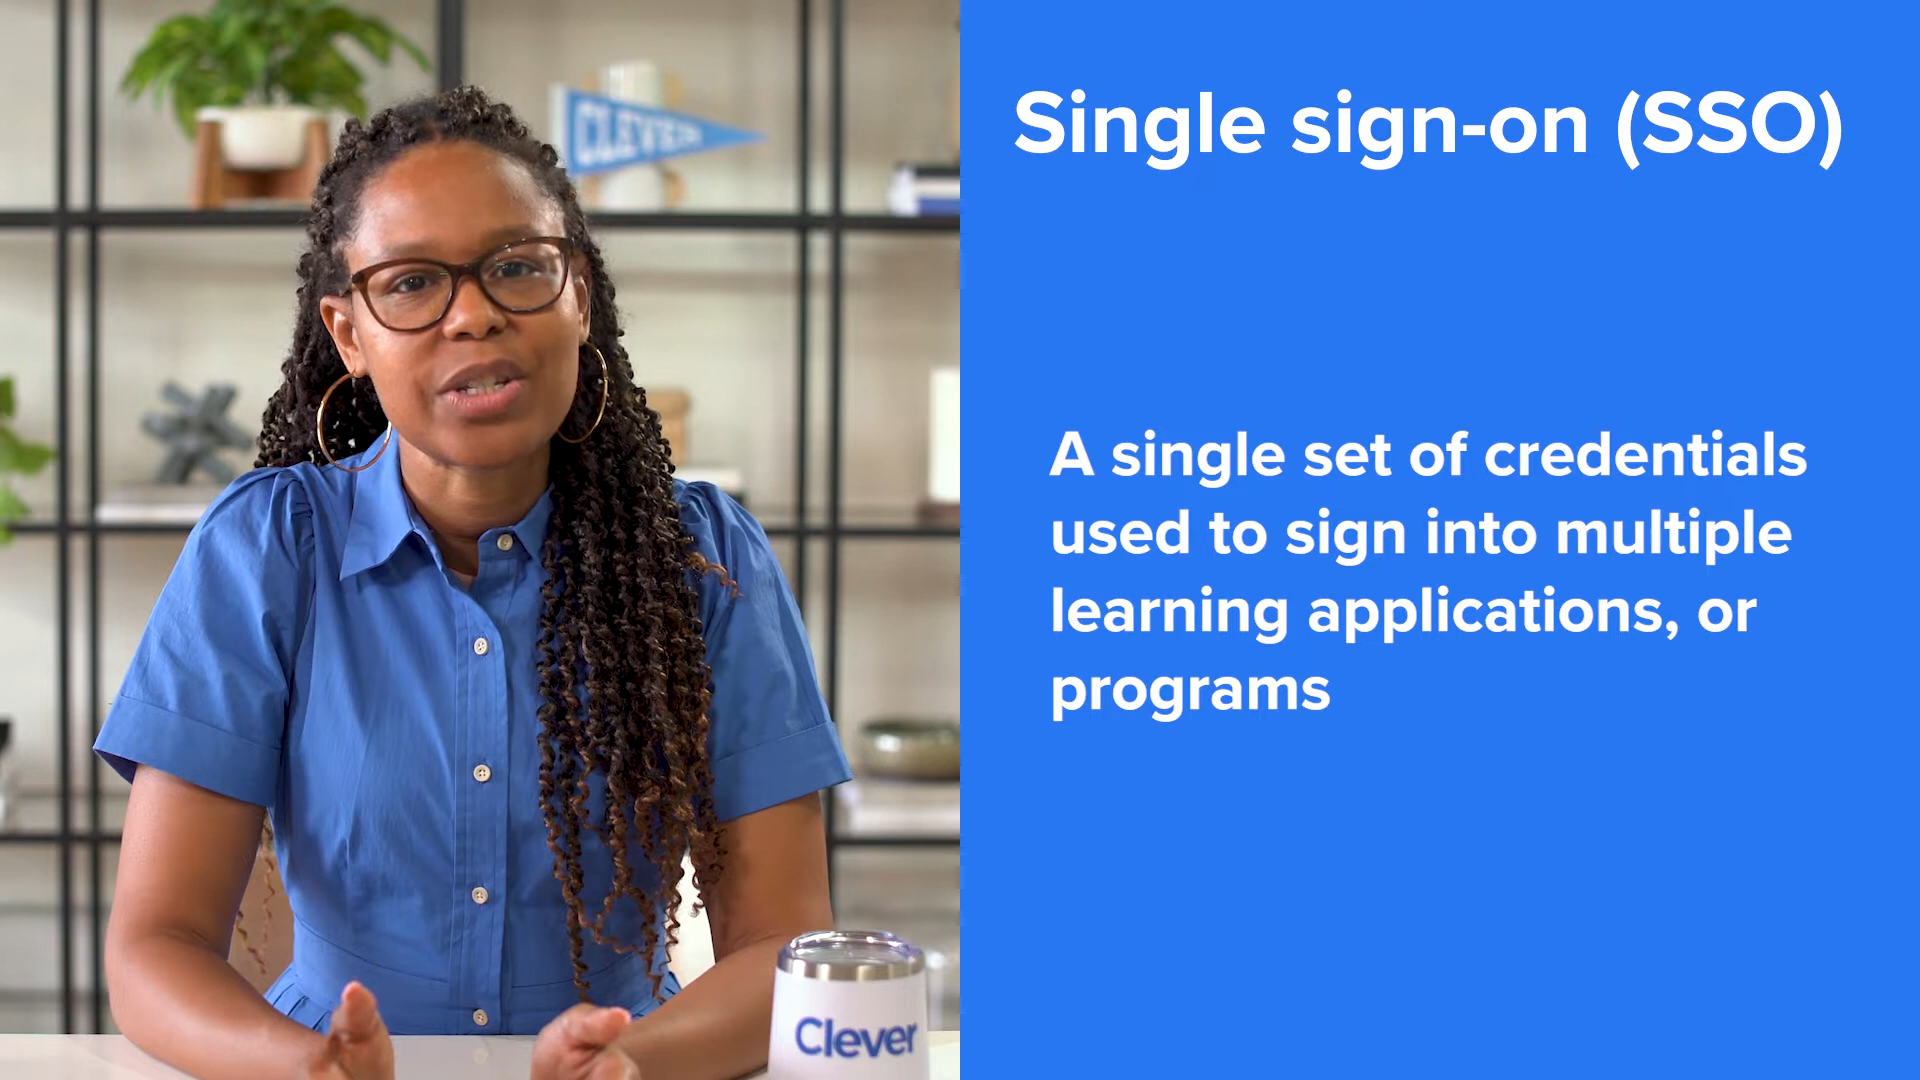 CLEVER
Clever
Single sign-on (SSO)
A single set of credentials
used to sign into multiple
learning applications, or
programs